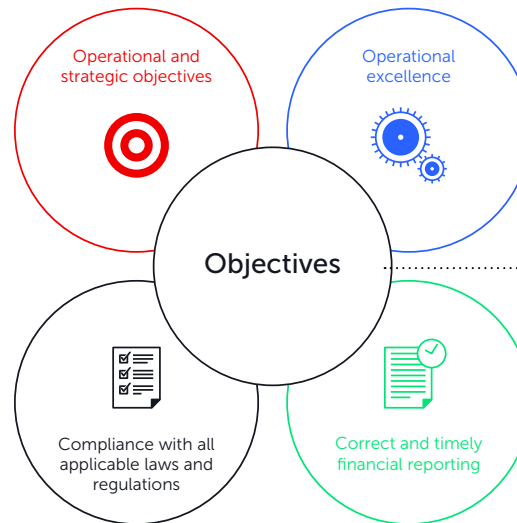 Operational and
strategic objectives
Operational
excellence
Objectives
Compliance with all
applicable laws and
regulations
Correct and timely
financial reporting